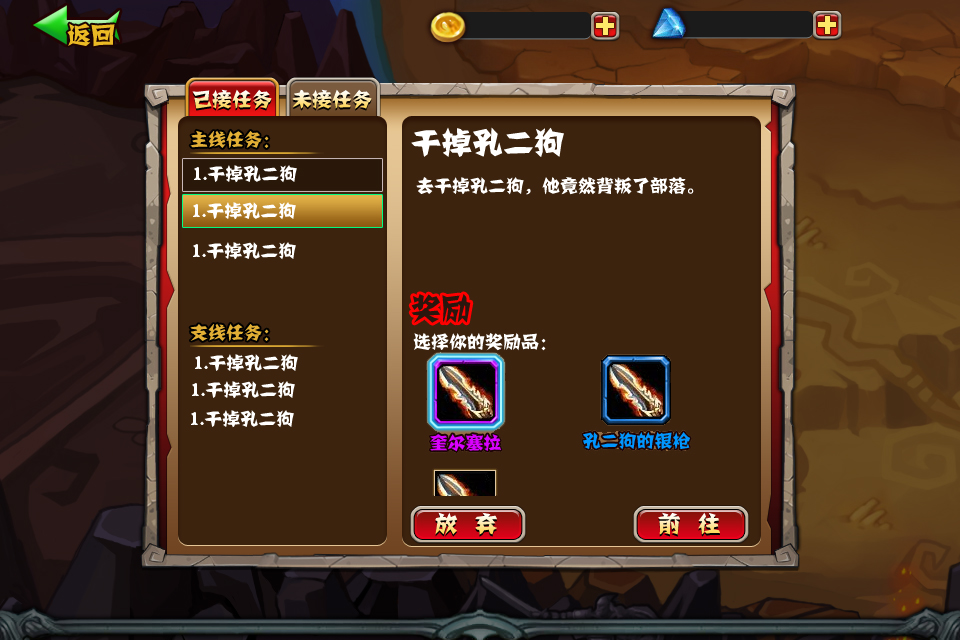 返回
已接任务
未接任务
主线任务:
1.干掉孔二狗
1.干掉孔二狗
1.干掉孔二狗
支线任务:
1.干掉孔二狗
1.干掉孔二狗
1.干掉孔二狗
干掉孔二狗
去干掉孔二狗，他竟然背叛了部落。
奖励
选择你的奖励品:
奎尔塞拉
孔二狗的银枪
放 弃
前 往